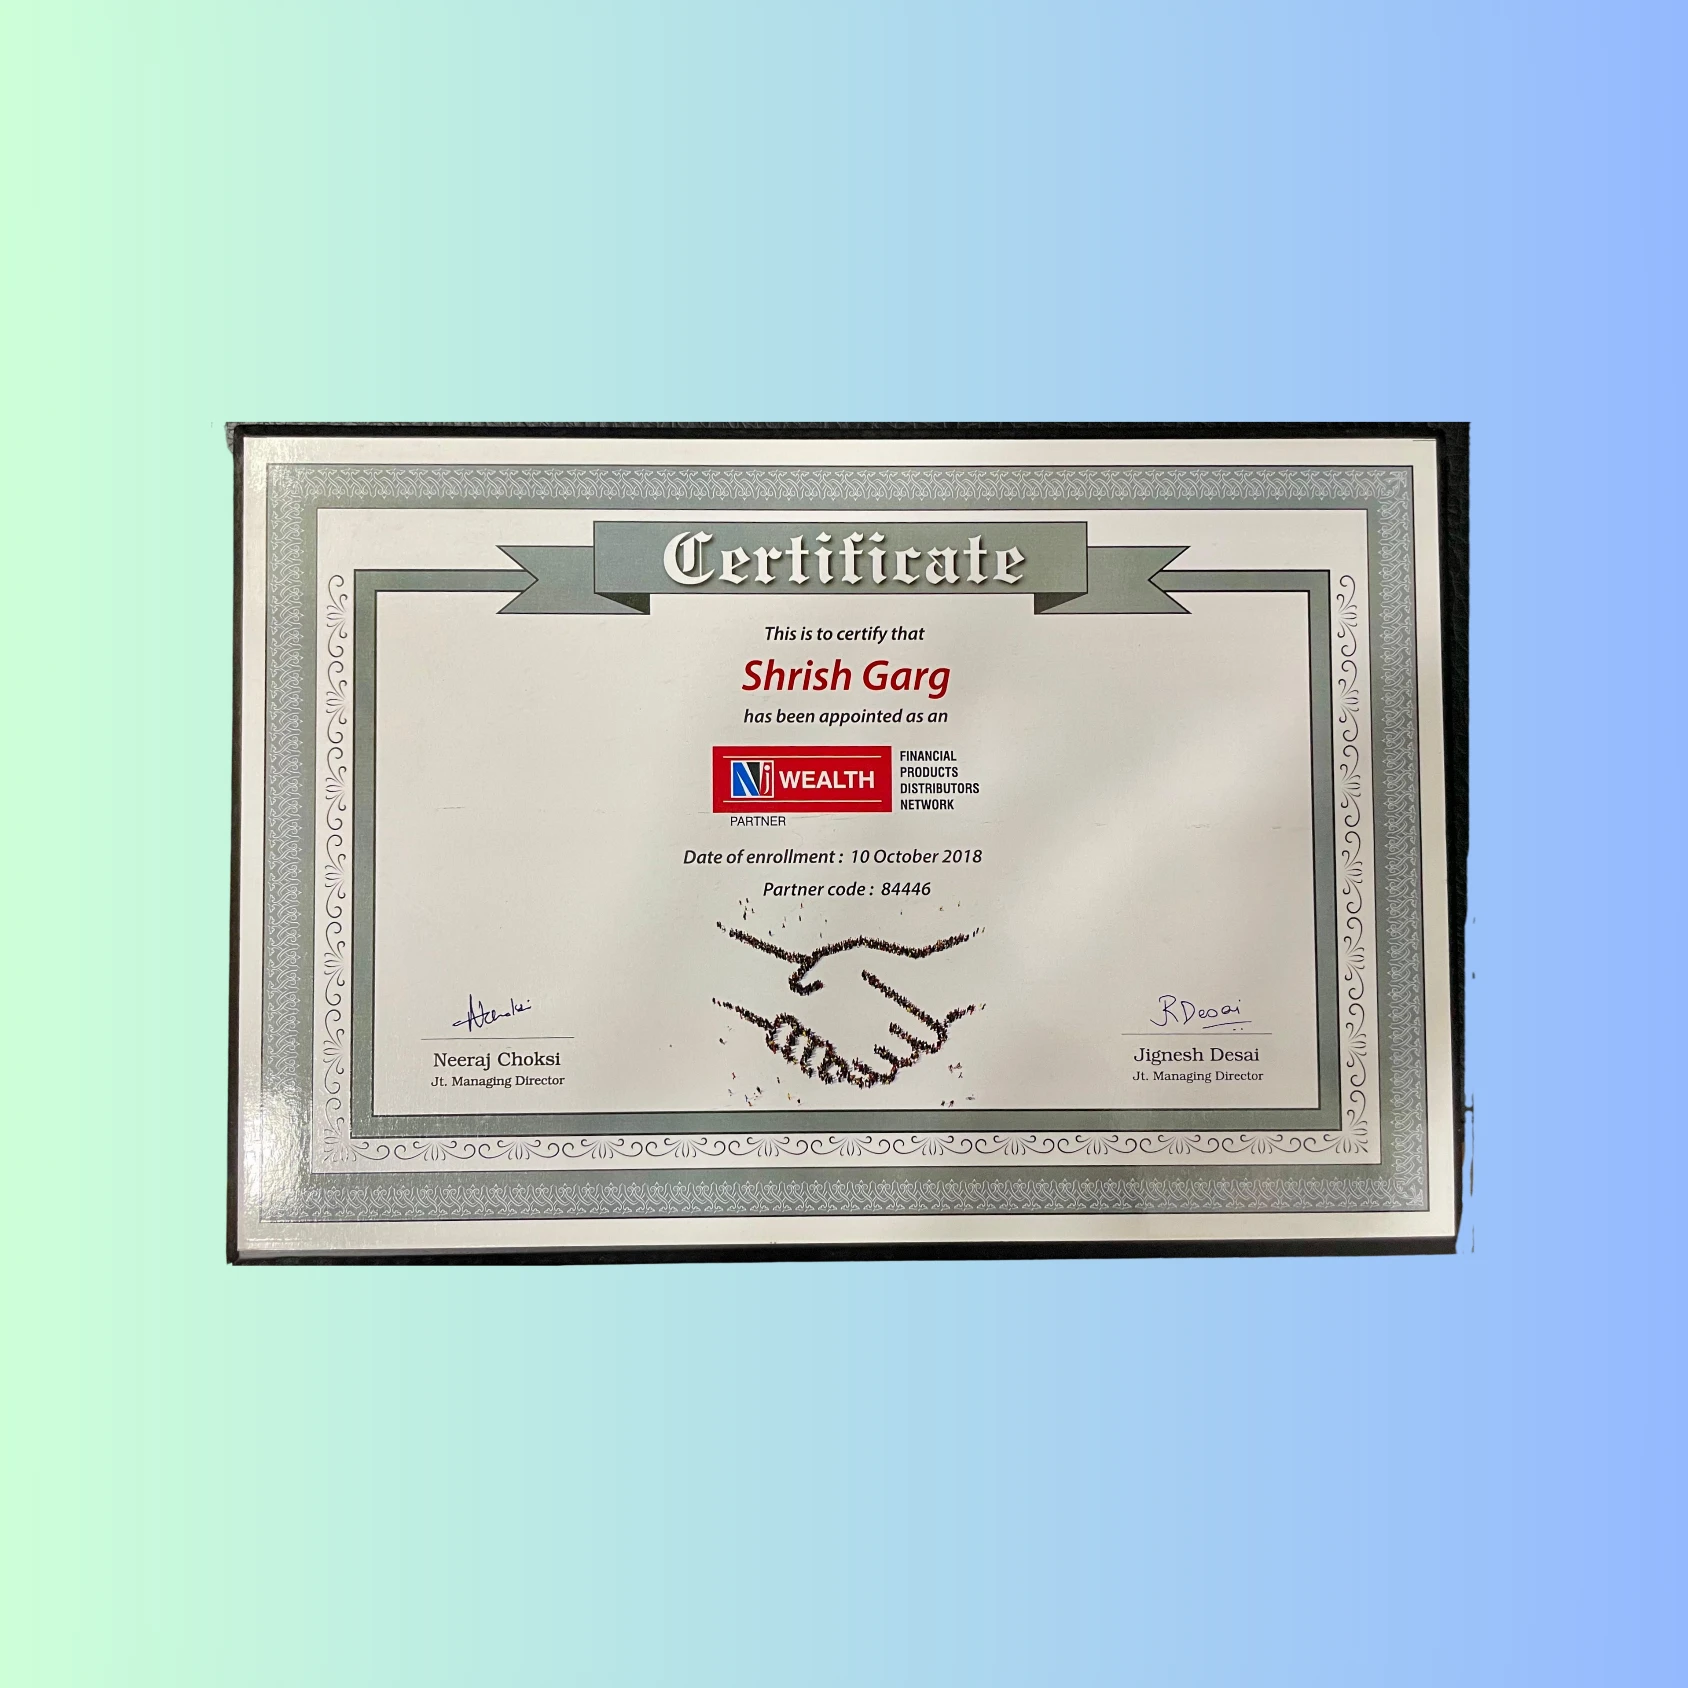 Certificate
This is to certify that
Shrish Garg
has been appointed as an
Nj WEALTH
PARTNER
FINANCIAL
PRODUCTS
DISTRIBUTORS
NETWORK
Date of enrollment : 10 October 2018
Partner code : 84446
Neeraj Choksi
Jt. Managing Director
JRDesai
Jignesh Desai
Jt. Managing Director